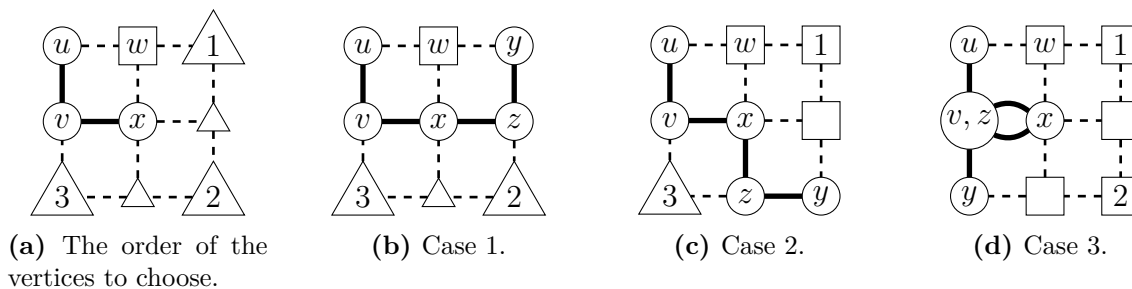 u w 1
v x
3 2
(a) The order of the
vertices to choose.
u w y
v x z
3 2
(b) Case 1.
u w 1
v x
3 z y
(c) Case 2.
u w 1
v, z x
y 2
(d) Case 3.